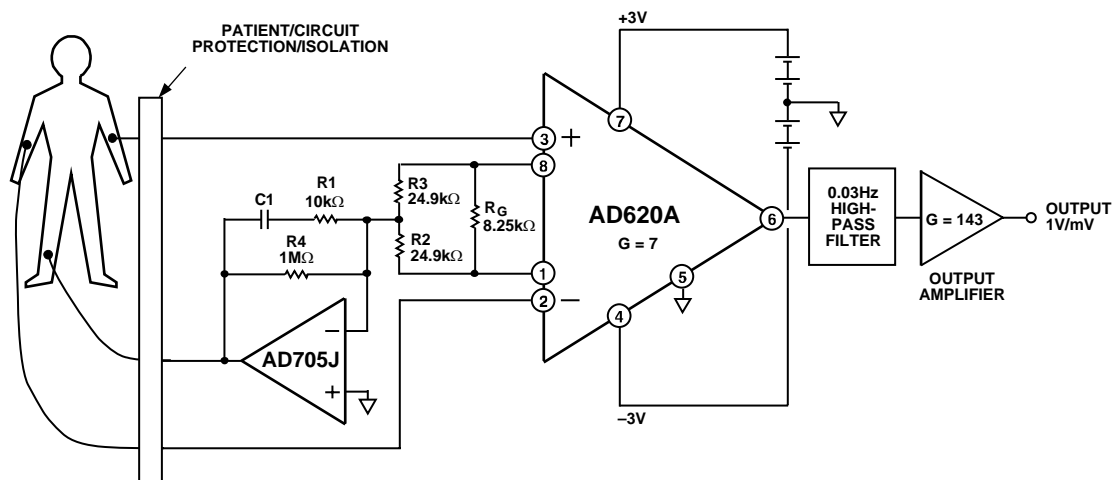 PATIENT/CIRCUIT
PROTECTION/ISOLATION
+3V
3
+
8
7
R1
10kΩ
C1
R3
24.9kΩ
RG
8.25kΩ
R4
1MΩ
R2
24.9kΩ
AD620A
G = 7
6
0.03Hz
HIGH-
PASS
FILTER
G = 143
OUTPUT
1V/mV
OUTPUT
AMPLIFIER
1
2
–
5
4
–
AD705J
+
–3V